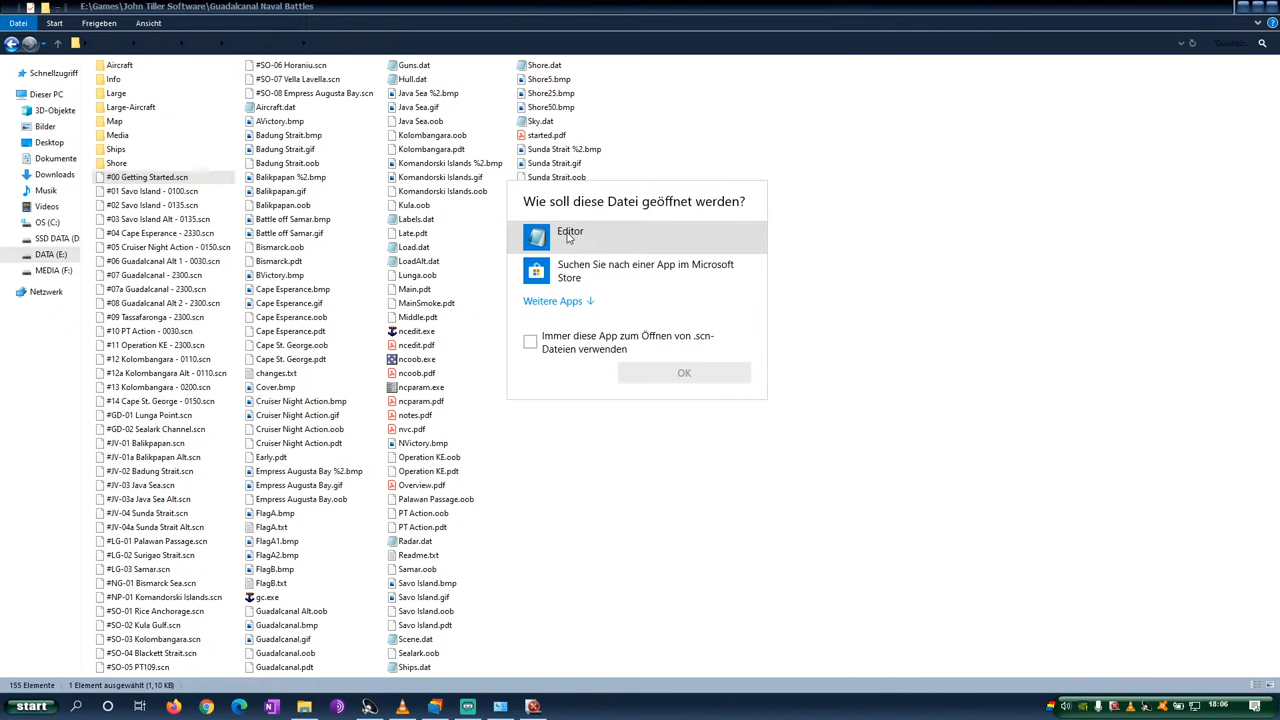 E:\Games\John Tiller Software\Guadalcanal Naval Battles
Datei
Start
Freigeben
Ansicht
Schnellzugriff
Dieser PC
3D-Objekte
Bilder
Desktop
Dokumente
Downloads
Musik
Videos
OS (C:)
SSD DATA (D
DATA (E:)
MEDIA (F:)
Netzwerk
Aircraft
Info
Large
Large-Aircraft
Map
Media
Ships
Shore
#00 Getting Started.scn
#01 Savo Island - 0100.scn
#02 Savo Island - 0135.scn
#03 Savo Island Alt - 0135.scn
#04 Cape Esperance - 2330.scn
#05 Cruiser Night Action - 0150.scn
#06 Guadalcanal Alt 1 - 0150.scn
#07 Guadalcanal - 2300.scn
#07a Guadalcanal - 2300.scn
#08 Guadalcanal Alt 2 - 2300.scn
#09 Tassafaronga - 2300.scn
#10 PT Action - 0030.scn
#11 Operation KE - 2300.scn
#12 Kolombangara - 0110.scn
#12a Kolombangara Alt - 0110.scn
#13 Kolombangara - 0200.scn
#14 Cape St. George - 0150.scn
#GD-01 Lunga Point.scn
#GD-02 Sealark Channel.scn
#JV-01 Balikpapan.scn
#JV-01a Balikpapan Alt.scn
#JV-02 Badung Strait.scn
#JV-03 Java Sea.scn
#JV-03a Java Sea Alt.scn
#JV-04 Sunda Strait.scn
#JV-04a Sunda Strait Alt.scn
#LG-01 Palawan Passage.scn
#LG-02 Surigao Strait.scn
#LG-03 Samar.scn
#NG-01 Bismarck Sea.scn
#NP-01 Komandorski Islands.scn
#SO-01 Rice Anchorage.scn
#SO-02 Kula Gulf.scn
#SO-03 Kolombangara.scn
#SO-04 Blackett Strait.scn
#SO-05 PT109.scn
#SO-06 Horaniu.scn
#SO-07 Vella Lavella.scn
#SO-08 Empress Augusta Bay.scn
Aircraft.dat
AVictory.bmp
Badung Strait.bmp
Badung Strait.gif
Badung Strait.oob
Balikpapan %2.bmp
Balikpapan.gif
Balikpapan.oob
Battle off Samar.bmp
Battle off Samar.gif
Bismarck.oob
Bismarck.pdt
BVictory.bmp
Cape Esperance.bmp
Cape Esperance.gif
Cape Esperance.oob
Cape Esperance.pdt
Cape St. George.oob
Cape St. George.pdt
changes.txt
Cover.bmp
Cruiser Night Action.bmp
Cruiser Night Action.gif
Cruiser Night Action.oob
Cruiser Night Action.pdt
Early.pdt
Empress Augusta Bay %2.bmp
Empress Augusta Bay.gif
Empress Augusta Bay.oob
FlagA.bmp
FlagA.txt
FlagA1.bmp
FlagA2.bmp
FlagB.bmp
FlagB.txt
gc.exe
Guadalcanal Alt.oob
Guadalcanal.bmp
Guadalcanal.gif
Guadalcanal.oob
Guadalcanal.pdt
Guns.dat
Hull.dat
Java Sea %2.bmp
Java Sea.gif
Java Sea.oob
Kolombangara.oob
Kolombangara.pdt
Komandorski Islands %2.bmp
Komandorski Islands.gif
Komandorski Islands.oob
Kula.oob
Labels.dat
Late.pdt
Load.dat
LoadAlt.dat
Lunga.oob
Main.pdt
MainSmoke.pdt
Middle.pdt
ncedit.exe
ncedit.pdf
ncoob.exe
ncoob.pdf
ncparam.exe
ncparam.pdf
notes.pdf
nvc.pdf
NVictory.bmp
Operation KE.oob
Operation KE.pdt
Overview.pdf
Palawan Passage.oob
PT Action.oob
PT Action.pdt
Radar.dat
Readme.txt
Samar.oob
Savo Island.bmp
Savo Island.gif
Savo Island.oob
Savo Island.pdt
Scene.dat
Sealark.oob
Ships.dat
Shore.dat
Shore5.bmp
Shore25.bmp
Shore50.bmp
Sky.dat
started.pdf
Sunda Strait %2.bmp
Sunda Strait.gif
Sunda Strait.oob
Wie soll diese Datei geöffnet werden?
Editor
Suchen Sie nach einer App im Microsoft
Store
Weitere Apps ↓
Immer diese App zum Öffnen von .scn-
Dateien verwenden
OK
155 Elemente
1 Element ausgewählt (1,10 KB)
start
18:06